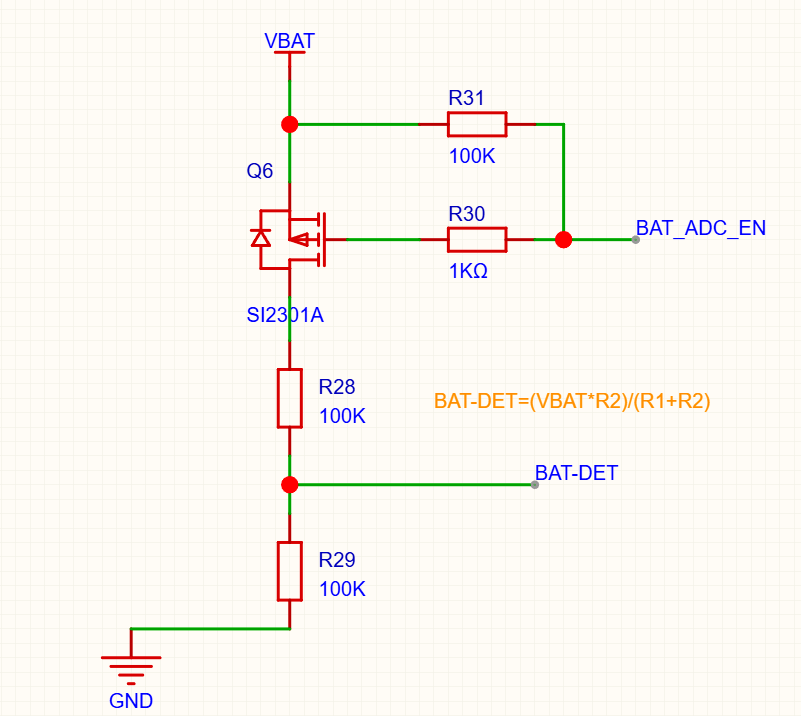 VBAT
R31
100K
Q6
R30
BAT_ADC_EN
1KΩ
SI2301A
R28
100K
BAT-DET=(VBAT*R2)/(R1+R2)
BAT-DET
R29
100K
GND